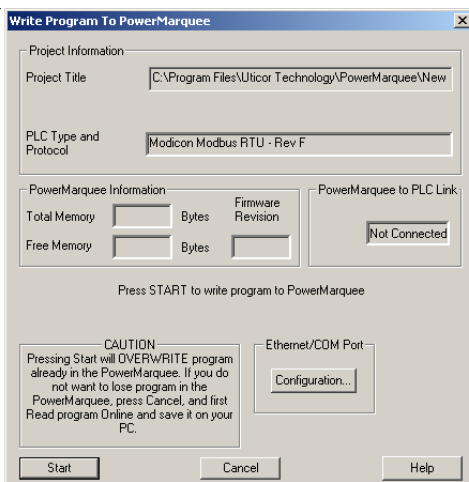 Write Program To PowerMarquee
Project Information
Project Title
C:\Program Files\Uticor Technology\PowerMarquee\New
PLC Type and
Protocol
Modicon Modbus RTU - Rev F
PowerMarquee Information
Total Memory
Bytes
Firmware
Revision
Free Memory
Bytes
PowerMarquee to PLC Link
Not Connected
Press START to write program to PowerMarquee
CAUTION
Pressing Start will OVERWRITE program
already in the PowerMarquee. If you do
not want to lose program in the
PowerMarquee, press Cancel, and first
Read program Online and save it on your
PC.
Ethernet/COM Port
Configuration...
Start
Cancel
Help